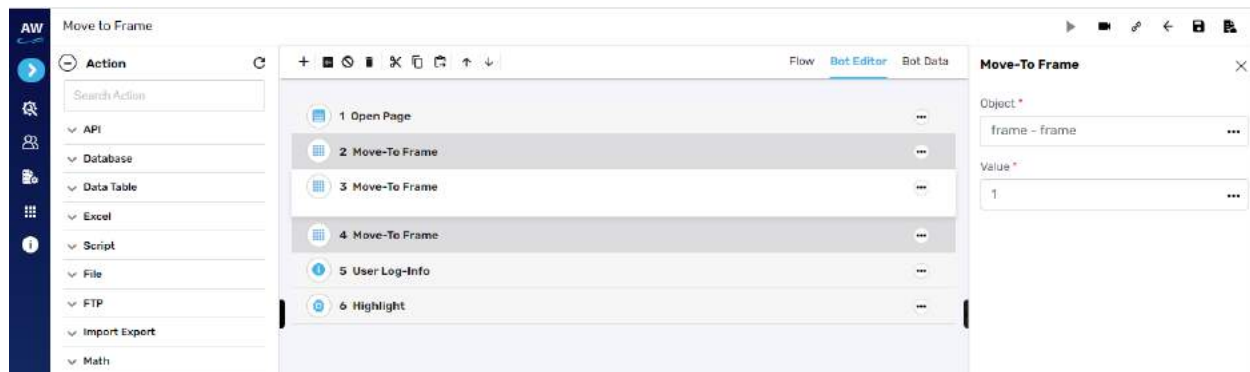 AW
Move to Frame
Action
Search Action
API
Database
Data Table
Excel
Script
File
FTP
Import Export
Math
Flow Bot Editor Bot Data
1 Open Page
2 Move-To Frame
3 Move-To Frame
4 Move-To Frame
5 User Log-Info
6 Highlight
Move-To Frame
Object *
frame - frame
Value *
1